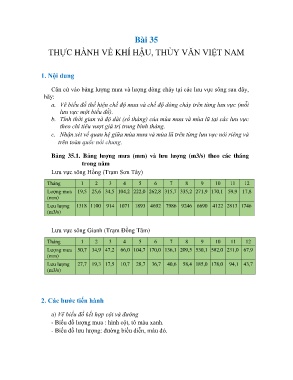 Bài 35
THỰC HÀNH VỀ KHÍ HẬU, THỦY VĂN VIỆT NAM
1. Nội dung
Căn cứ vào bảng lượng mưa và lượng dòng chảy tại các lưu vực sông sau đây,
hãy:
a. Vẽ biểu đồ thể hiện chế độ mưa và chế độ dòng chảy trên từng lưu vực (mỗi
lưu vực một biểu đồ).
b. Tính thời gian và độ dài (số tháng) của mùa mưa và mùa lũ tại các lưu vực
theo chỉ tiêu vượt giá trị trung bình tháng.
c. Nhận xét về quan hệ giữa mùa mưa và mùa lũ trên từng lưu vực nói riêng và
trên toàn quốc nói chung.
Bảng 35.1. Bảng lượng mưa (mm) và lưu lượng (m3/s) theo các tháng
trong năm
Lưu vực sông Hồng (Trạm Sơn Tây)
Tháng 1 2 3 4 5 6 7 8 9 10 11 12
Lượng mưa 19,5 25,6 34,5 104,2 222,0 262,8 315,7 335,2 271,9 170,1 59,9 17,8
(mm)
Lưu lượng 1318 1100 914 1071 1893 4692 7986 9246 6690 4122 2813 1746
(m3/s)
Lưu vực sông Gianh (Trạm Đồng Tâm)
Tháng 1 2 3 4 5 6 7 8 9 10 11 12
Lượng mưa 50,7 34,9 47,2 66,0 104,7 170,0 136,1 209,5 530,1 582,0 231,0 67,9
(mm)
Lưu lượng 27,7 19,3 17,5 10,7 28,7 36,7 40,6 58,4 185,0 178,0 94,1 43,7
(m3/s)
2. Các bước tiến hành
a) Vẽ biểu đồ kết hợp cột và đường
- Biểu đồ lượng mưa : hình cột, tô màu xanh.
- Biểu đồ lưu lượng: đường biểu diễn, màu đỏ.